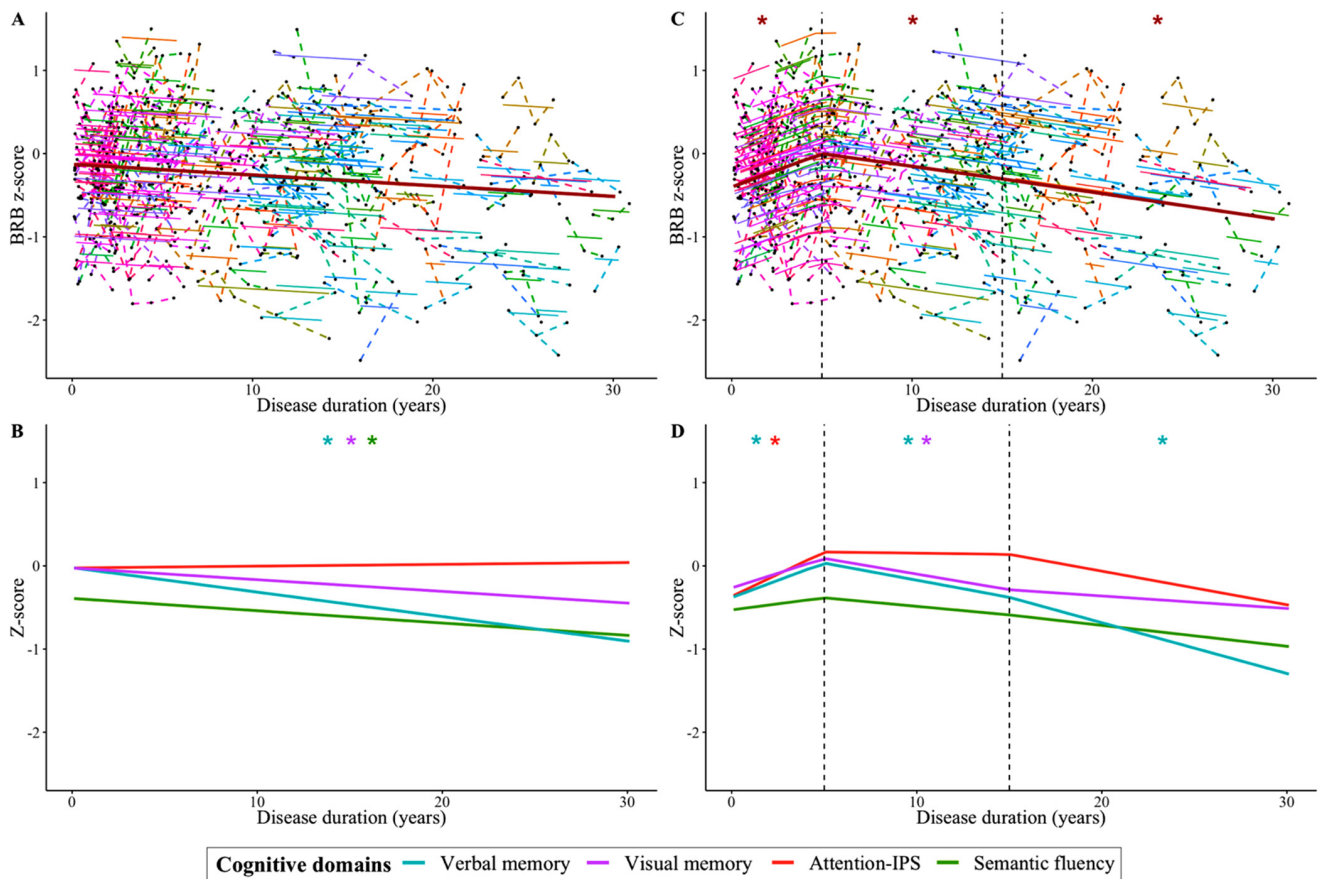 A
BRB z-score
1
0
-1
-2
0 10 20 30
Disease duration (years)
C
* * *
BRB z-score
1
0
-1
-2
0 10 20 30
Disease duration (years)
B
* * *
Z-score
1
0
-1
-2
0 10 20 30
Disease duration (years)
D
* * * * *
Z-score
1
0
-1
-2
0 10 20 30
Disease duration (years)
Cognitive domains Verbal memory Visual memory Attention-IPS Semantic fluency